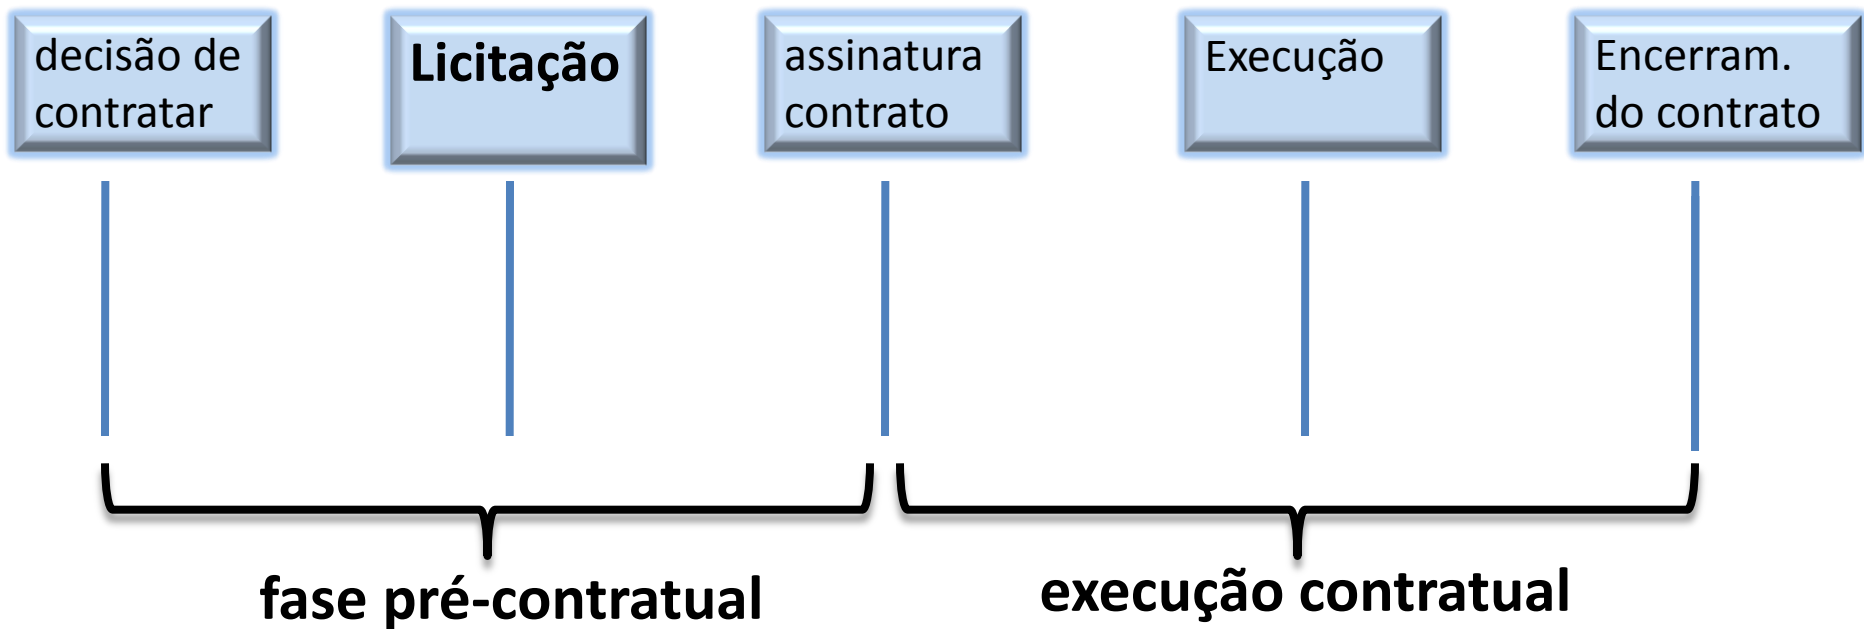 decisão de
contratar
Licitação
assinatura
contrato
Execução
Encerram.
do contrato
fase pré-contratual
execução contratual